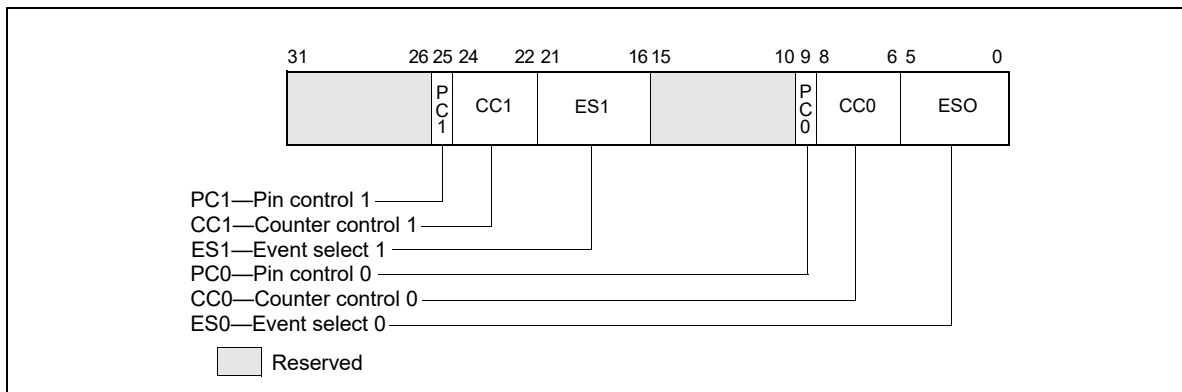 31 26 25 24 22 21 16 15 10 9 8 6 5 0
PC1 CC1 ES1 PC0 CC0 ESO
PC1—Pin control 1
CC1—Counter control 1
ES1—Event select 1
PC0—Pin control 0
CC0—Counter control 0
ES0—Event select 0
Reserved